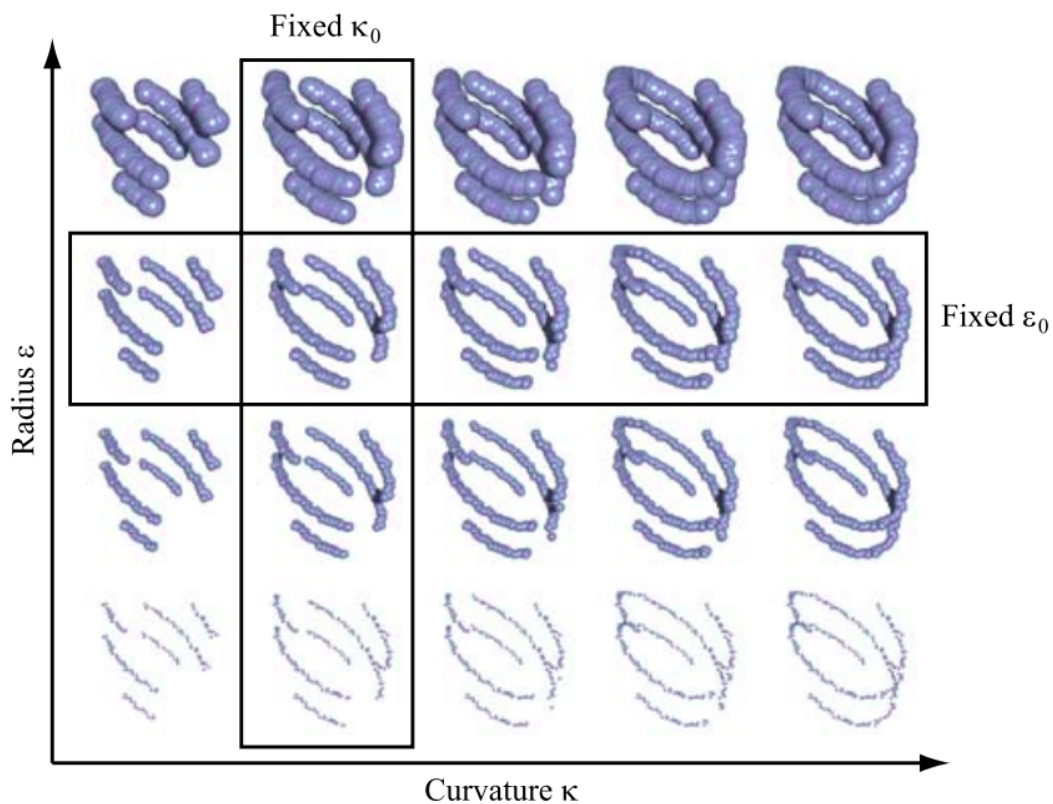 Fixed κ₀
Fixed ε₀
Radius ε
Curvature κ